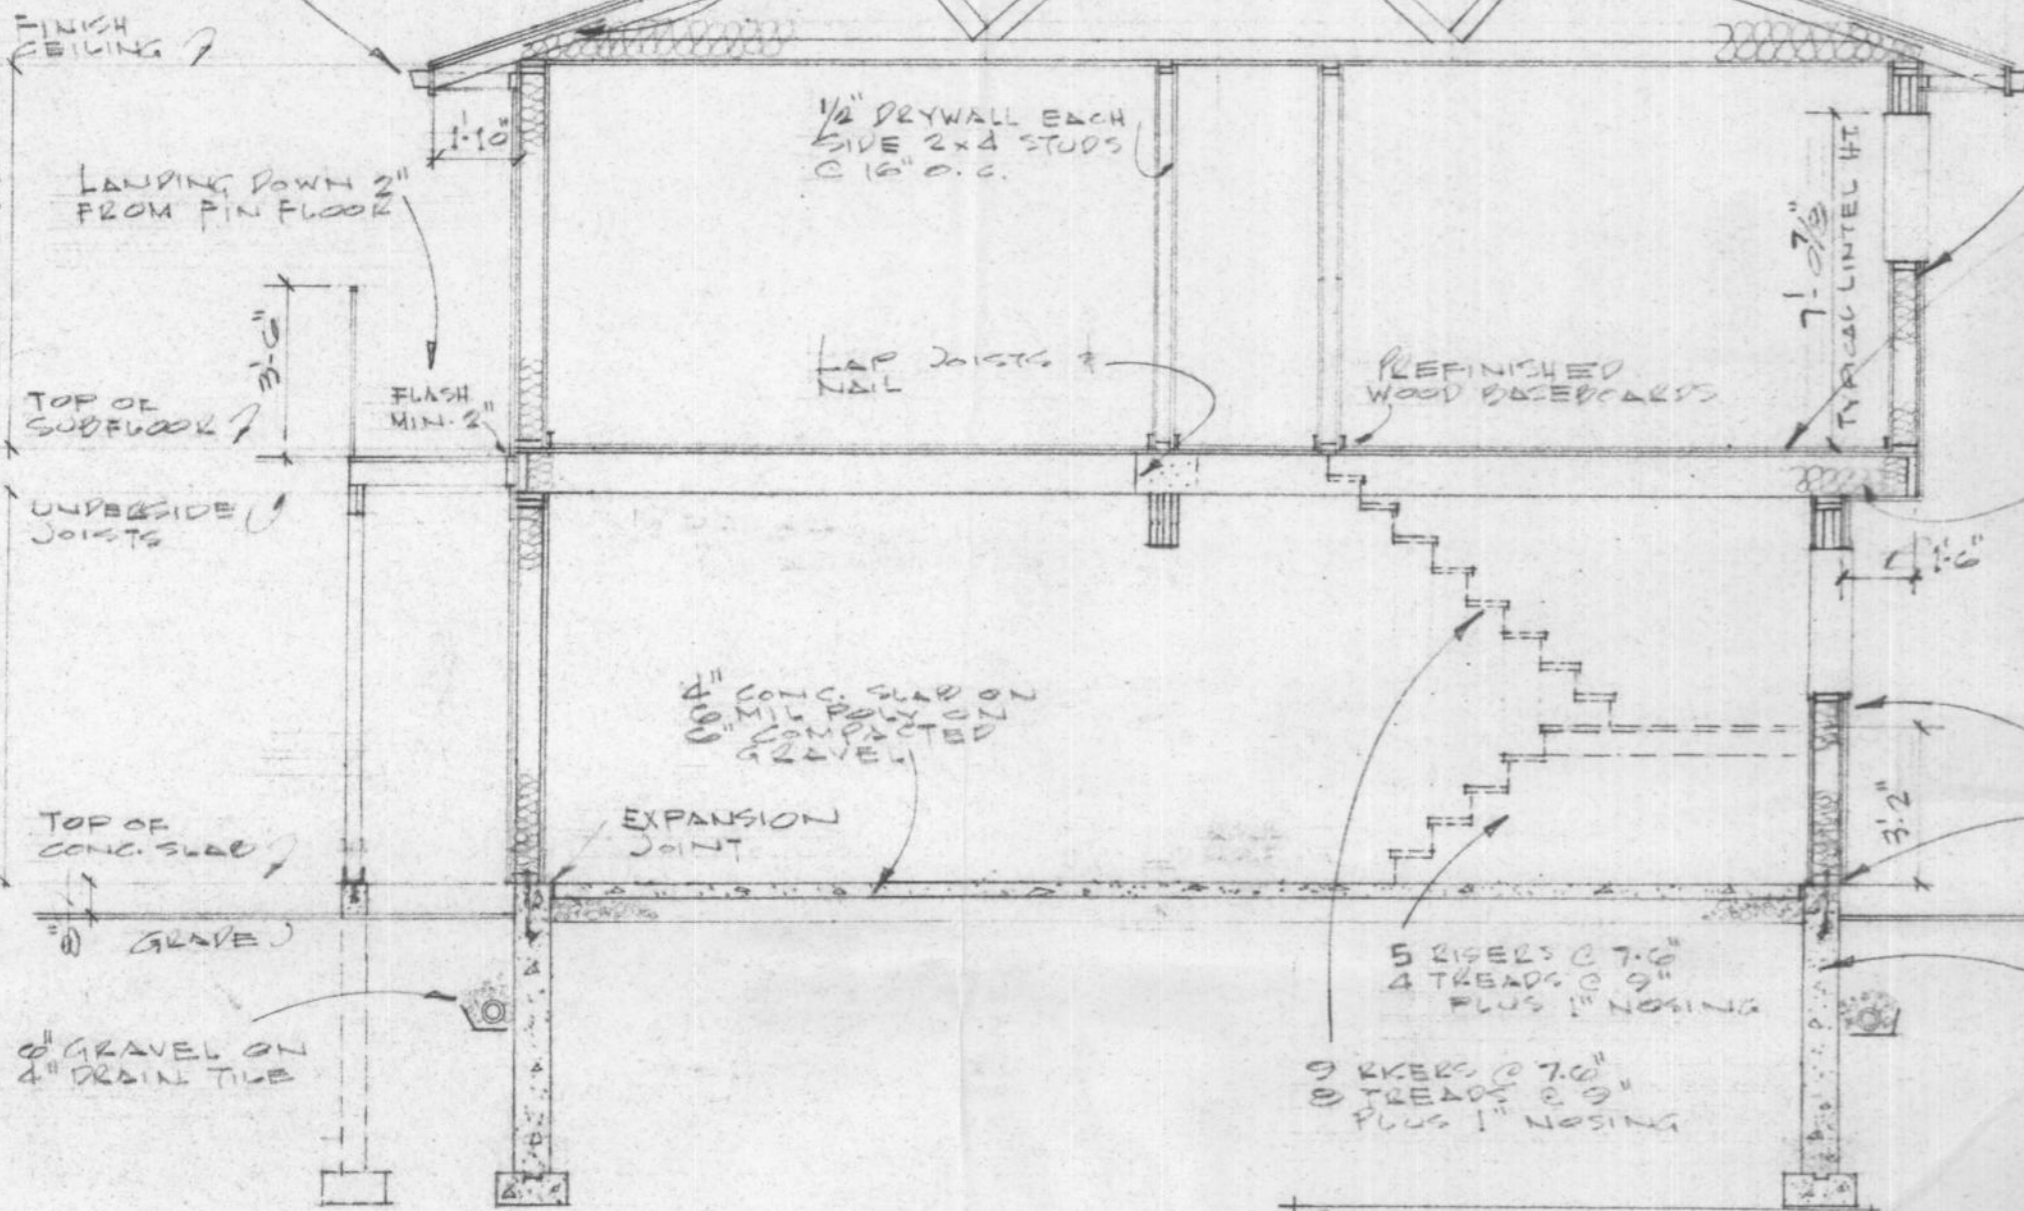 FINISH
CEILING
1'-10"
1/2" DRYWALL EACH
SIDE 2x4 STUDS
@ 16" O.C.
LANDING DOWN 2"
FROM FIN FLOOR
7'-0 7/8"
TYPICAL LINTEL HT
3'-6"
LAP JOISTS &
NAIL
PREFINISHED
WOOD BASEBOARDS
TOP OF
SUBFLOOR
FLASH
MIN. 2"
UNDERSIDE
JOISTS
1'-6"
4" CONC. SLAB ON
6 MIL POLY ON
6" COMPACTED
GRAVEL
3'-2"
TOP OF
CONC. SLAB
EXPANSION
JOINT
8"
GRADE
5 RISERS @ 7.6"
4 TREADS @ 9"
PLUS 1" NOSING
6" GRAVEL ON
4" DRAIN TILE
9 RISERS @ 7.6"
8 TREADS @ 9"
PLUS 1" NOSING